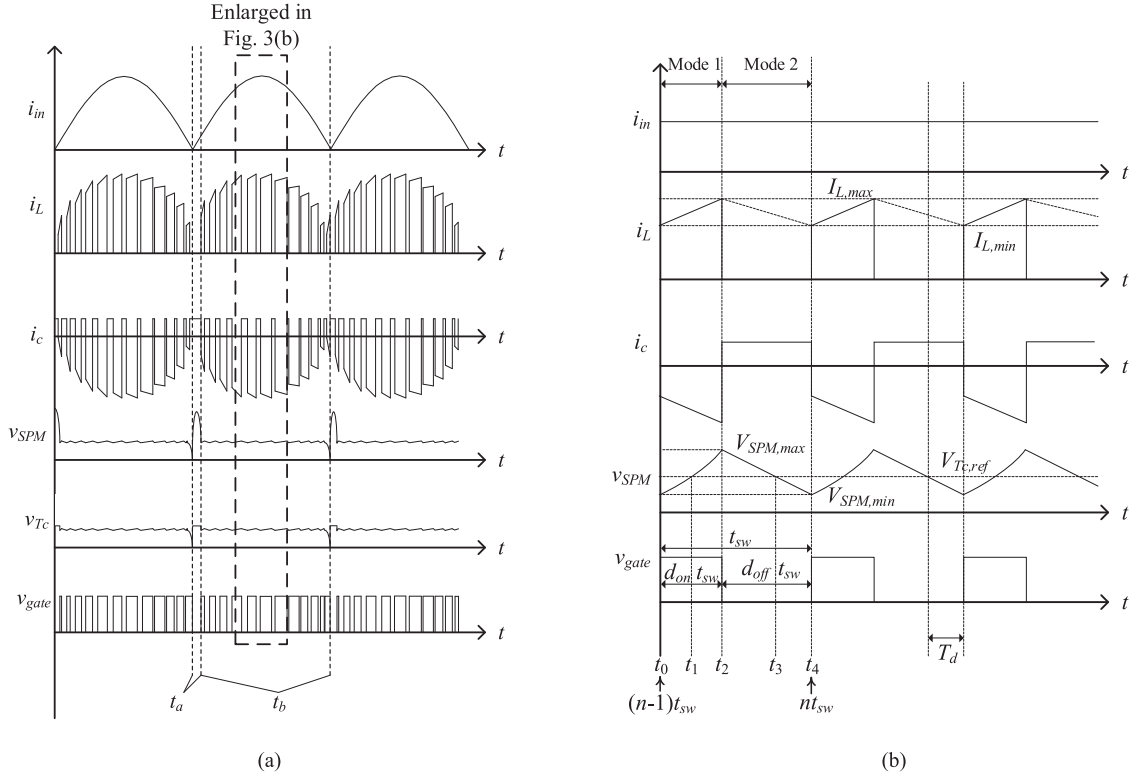 Enlarged in
Fig. 3(b)
i_in
t
i_L
t
i_c
t
v_SPM
t
v_Tc
t
v_gate
t
t_a
t_b
(a)
Mode 1
Mode 2
i_in
t
I_L,max
i_L
I_L,min
t
i_c
t
V_SPM,max
V_Tc,ref
v_SPM
V_SPM,min
t
t_sw
v_gate
d_on t_sw
d_off t_sw
t
T_d
t_0 t_1 t_2 t_3 t_4
(n-1)t_sw
nt_sw
(b)